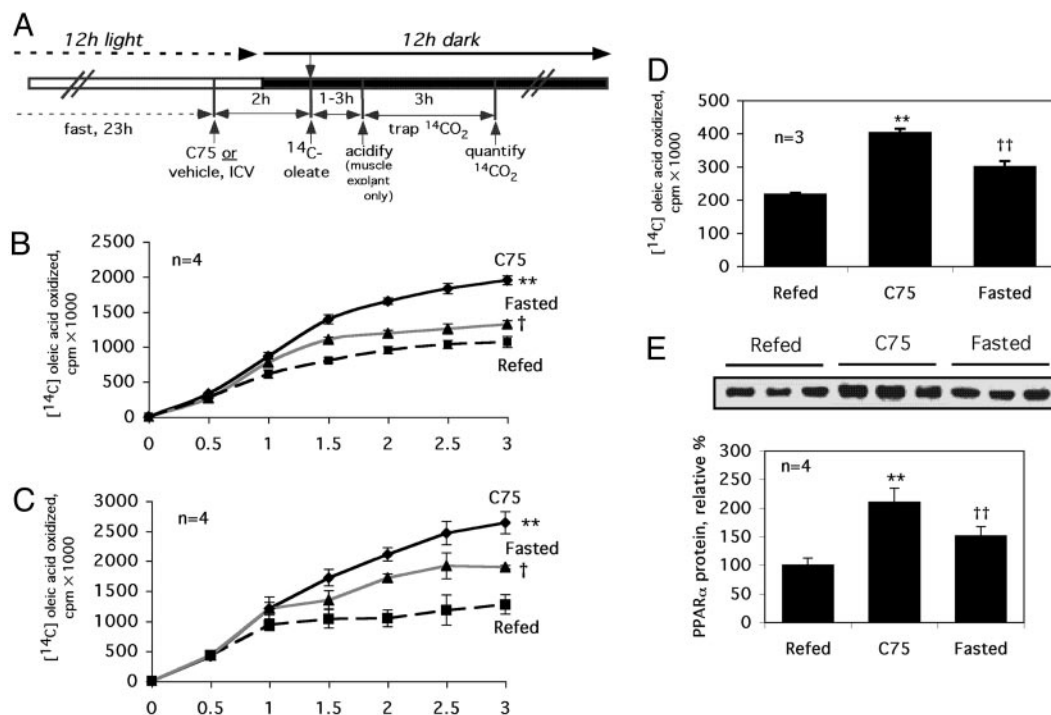 A
12h light
12h dark
2h
1-3h
3h
fast, 23h
trap ¹⁴CO₂
C75 or
vehicle, ICV
¹⁴C-
oleate
acidify
(muscle
explant
only)
quantify
¹⁴CO₂
B
[¹⁴C] oleic acid oxidized,
cpm × 1000
2500
2000
1500
1000
500
0
n=4
C75
**
Fasted
†
Refed
0 0.5 1 1.5 2 2.5 3
C
[¹⁴C] oleic acid oxidized,
cpm × 1000
3000
2500
2000
1500
1000
500
0
n=4
C75
**
Fasted
†
Refed
0 0.5 1 1.5 2 2.5 3
D
[¹⁴C] oleic acid oxidized,
cpm × 1000
500
400
300
200
100
0
n=3
**
††
Refed C75 Fasted
E
Refed C75 Fasted
PPARα protein, relative %
300
250
200
150
100
50
0
n=4
**
††
Refed C75 Fasted